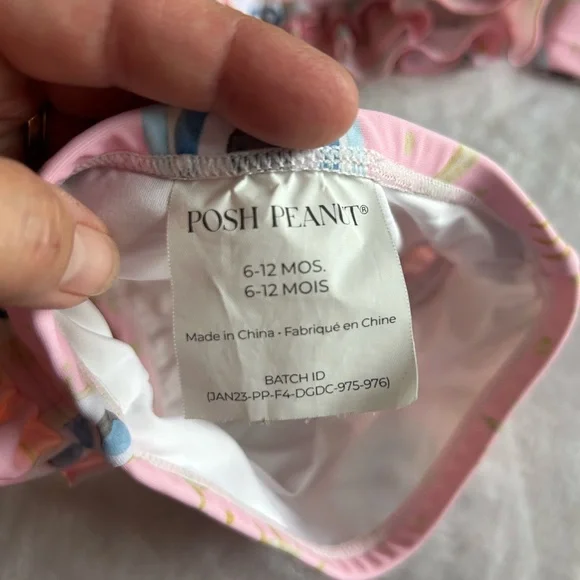 POSH PEANUT®
6-12 MOS.
6-12 MOIS
Made in China • Fabriqué en Chine
BATCH ID
(JAN23-PP-F4-DGDC-975-976)